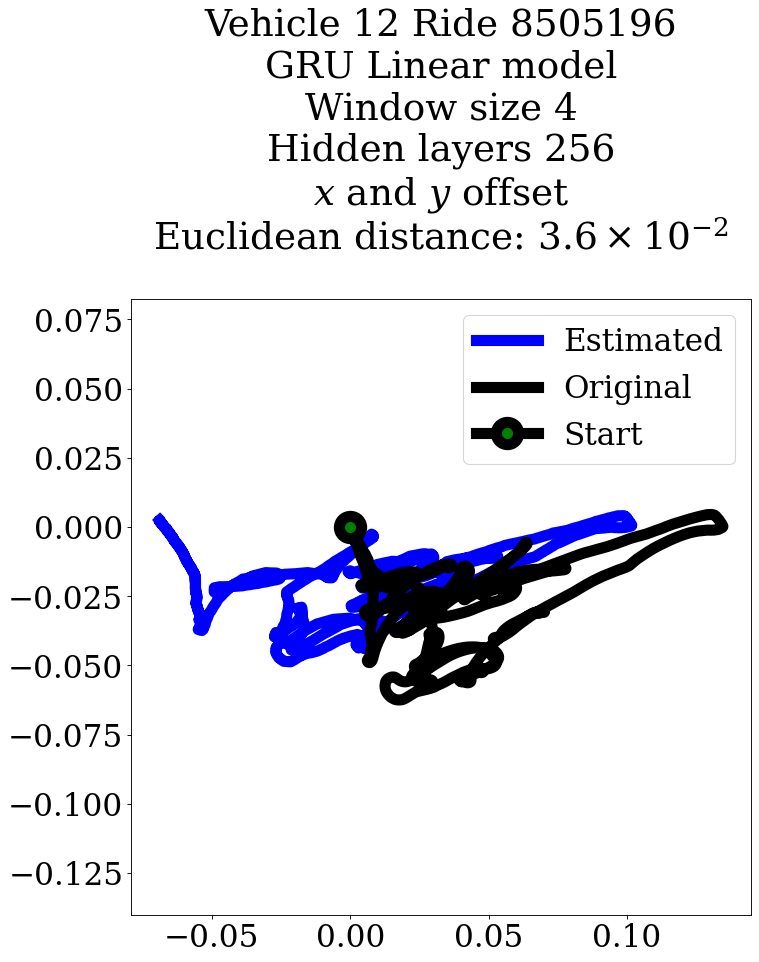 Vehicle 12 Ride 8505196
GRU Linear model
Window size 4
Hidden layers 256
x and y offset
Euclidean distance: 3.6 × 10⁻²
Estimated
Original
Start
0.075
0.050
0.025
0.000
−0.025
−0.050
−0.075
−0.100
−0.125
−0.05 0.00 0.05 0.10